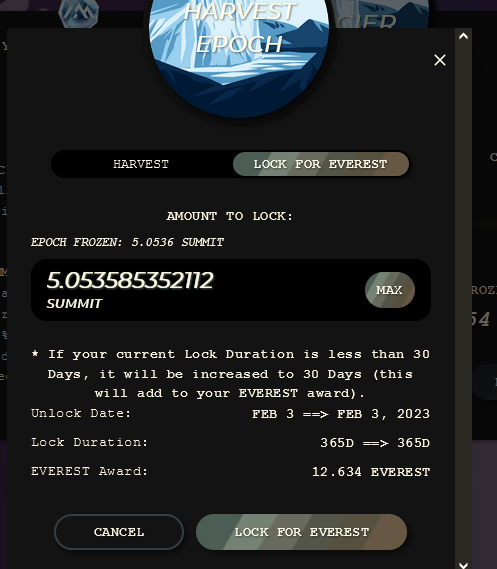 HARVEST
EPOCH
×
HARVEST
LOCK FOR EVEREST
AMOUNT TO LOCK:
EPOCH FROZEN: 5.0536 SUMMIT
5.053585352112
SUMMIT
MAX
* If your current Lock Duration is less than 30
Days, it will be increased to 30 Days (this
will add to your EVEREST award).
Unlock Date: FEB 3 ==> FEB 3, 2023
Lock Duration: 365D ==> 365D
EVEREST Award: 12.634 EVEREST
CANCEL
LOCK FOR EVEREST